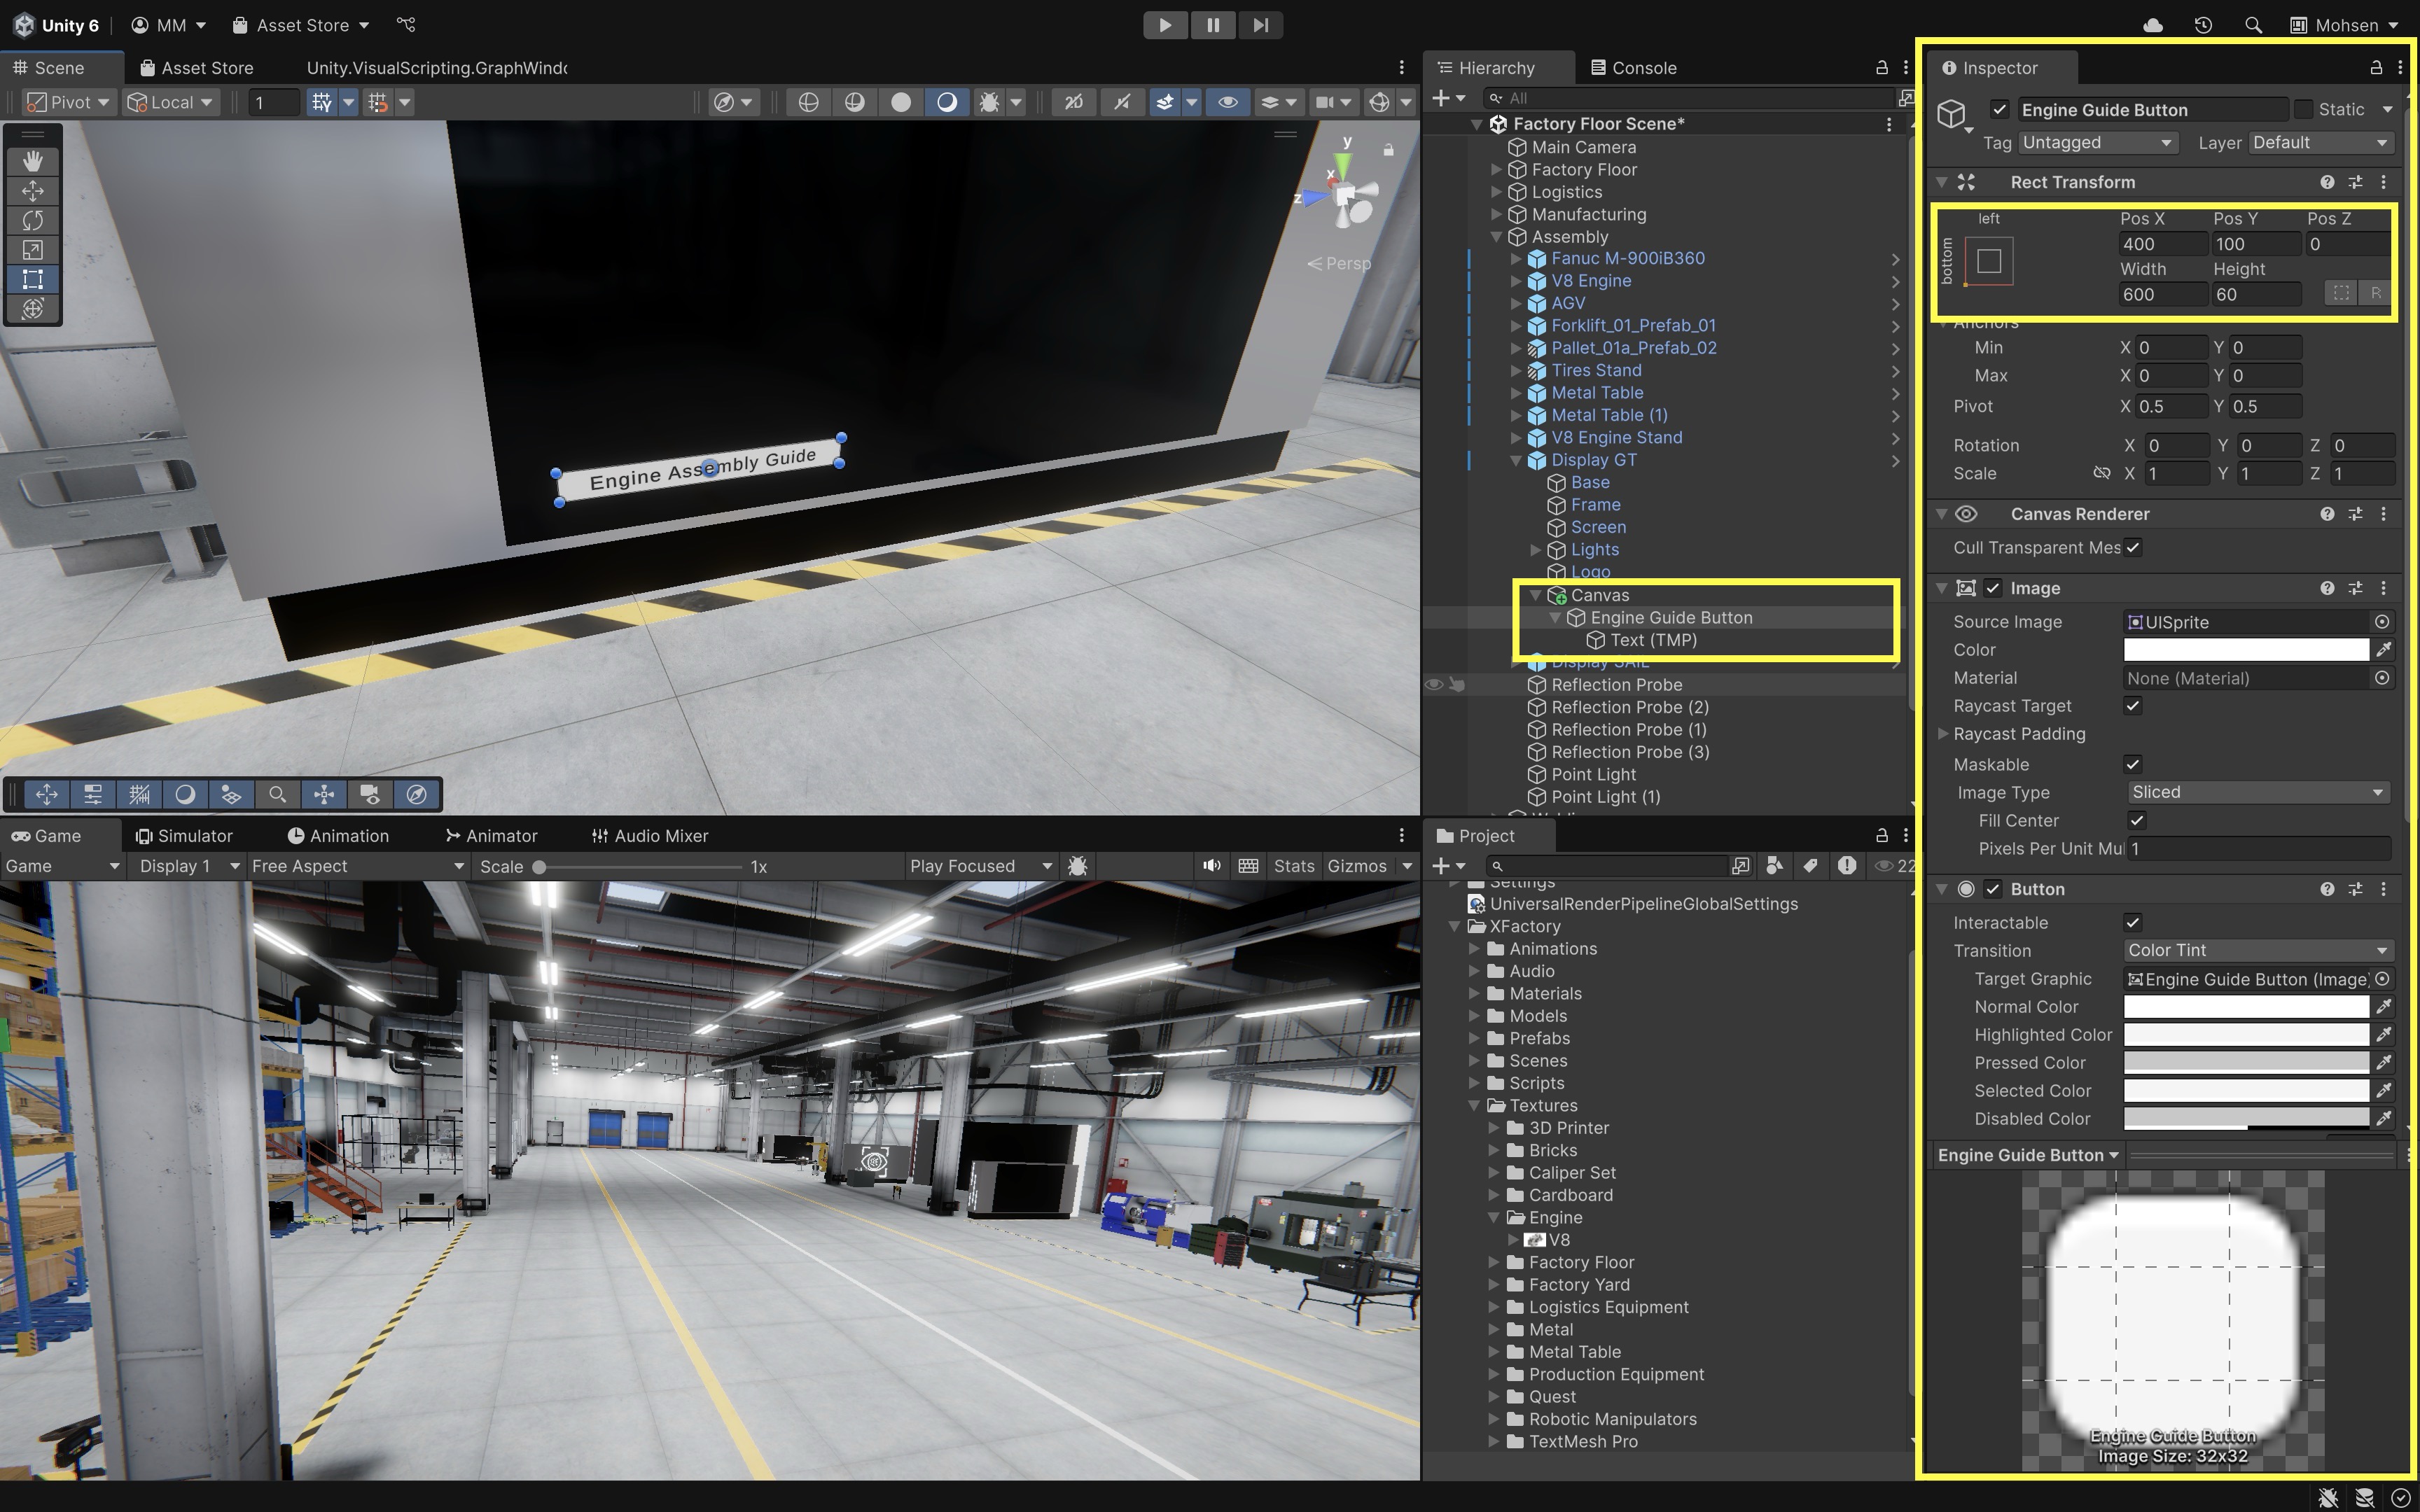 Unity 6 MM Asset Store Mohsen
Scene Asset Store
Pivot Local 1 2D
y
x
z
Persp
Engine Assembly Guide
Game Simulator Animation Animator Audio Mixer
Game Display 1 Free Aspect Scale 1x Play Focused Stats Gizmos
Hierarchy Console
All
Factory Floor Scene*
Main Camera
Factory Floor
Logistics
Manufacturing
Assembly
Fanuc M-900iB360
V8 Engine
AGV
Forklift_01_Prefab_01
Pallet_01a_Prefab_02
Tires Stand
Metal Table
Metal Table (1)
V8 Engine Stand
Display GT
Base
Frame
Screen
Lights
Logo
Canvas
Engine Guide Button
Text (TMP)
Display SAIL
Reflection Probe
Reflection Probe (2)
Reflection Probe (1)
Reflection Probe (3)
Point Light
Point Light (1)
Project
22
Settings
UniversalRenderPipelineGlobalSettings
XFactory
Animations
Audio
Materials
Models
Prefabs
Scenes
Scripts
Textures
3D Printer
Bricks
Caliper Set
Cardboard
Engine
V8
Factory Floor
Factory Yard
Logistics Equipment
Metal
Metal Table
Production Equipment
Quest
Robotic Manipulators
TextMesh Pro
Inspector
Engine Guide Button Static
Tag Untagged Layer Default
Rect Transform
left Pos X Pos Y Pos Z
bottom 400 100 0
Width Height
600 60 R
Anchors
Min X 0 Y 0
Max X 0 Y 0
Pivot X 0.5 Y 0.5
Rotation X 0 Y 0 Z 0
Scale X 1 Y 1 Z 1
Canvas Renderer
Cull Transparent Mes
Image
Source Image UISprite
Color
Material None (Material)
Raycast Target
Raycast Padding
Maskable
Image Type Sliced
Fill Center
Pixels Per Unit Mul 1
Button
Interactable
Transition Color Tint
Target Graphic Engine Guide Button (Image)
Normal Color
Highlighted Color
Pressed Color
Selected Color
Disabled Color
Engine Guide Button
Engine Guide Button
Image Size: 32x32